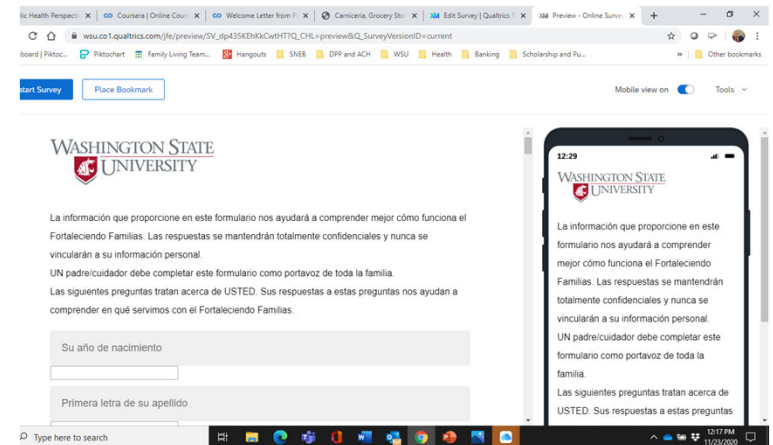 lic Health Perspecti
Coursera | Online Cour
Welcome Letter from P
Carniceria, Grocery Sto
Edit Survey | Qualtrics
Preview - Online Survey
wsu.co1.qualtrics.com/jfe/preview/SV_dp435KEhKkCwtHT?Q_CHL=preview&Q_SurveyVersionID=current
board | Piktoc...
Piktochart
Family Living Team...
Hangouts
SNEB
DPP and ACH
WSU
Health
Banking
Scholarship and Pu...
Other bookmarks
start Survey
Place Bookmark
Mobile view on
Tools
WASHINGTON STATE
UNIVERSITY
La información que proporcione en este formulario nos ayudará a comprender mejor cómo funciona el
Fortaleciendo Familias. Las respuestas se mantendrán totalmente confidenciales y nunca se
vincularán a su información personal.
UN padre/cuidador debe completar este formulario como portavoz de toda la familia.
Las siguientes preguntas tratan acerca de USTED. Sus respuestas a estas preguntas nos ayudan a
comprender en qué servimos con el Fortaleciendo Familias.
Su año de nacimiento
Primera letra de su apellido
12:29
WASHINGTON STATE
UNIVERSITY
La información que proporcione en este
formulario nos ayudará a comprender
mejor cómo funciona el Fortaleciendo
Familias. Las respuestas se mantendrán
totalmente confidenciales y nunca se
vincularán a su información personal.
UN padre/cuidador debe completar este
formulario como portavoz de toda la
familia.
Las siguientes preguntas tratan acerca de
USTED. Sus respuestas a estas preguntas
Type here to search
12:17 PM
11/23/2020